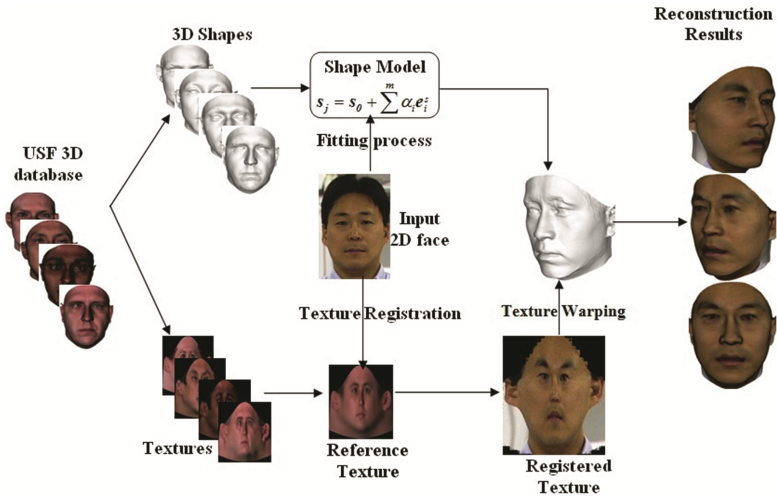 3D Shapes
Reconstruction
Results
Shape Model
s_j = s_0 + \sum^{m} α_i e_i^s
Fitting process
USF 3D
database
Input
2D face
Texture Registration
Texture Warping
Textures
Reference
Texture
Registered
Texture